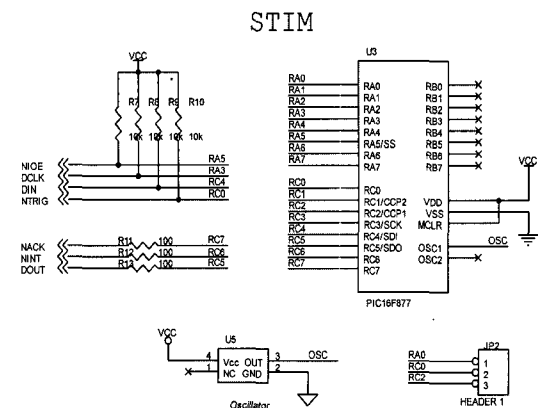 STIM
VCC
R7 R8 R9 R10
10k 10k 10k 10k
NIOE RA5
DCLK RA3
DIN RC4
NTRIG RC0
NACK R11 100 RC7
NINT R12 100 RC6
DOUT R13 100 RC5
U3
RA0 RA0 RB0
RA1 RA1 RB1
RA2 RA2 RB2
RA3 RA3 RB3
RA4 RA4 RB4
RA5 RA5/SS RB5
RA6 RA6 RB6
RA7 RA7 RB7
VCC
RC0 RC0
RC1 RC1/CCP2 VDD
RC2 RC2/CCP1 VSS
RC3 RC3/SCK MCLR
RC4 RC4/SDI
RC5 RC5/SDO OSC1 OSC
RC6 RC6 OSC2
RC7 RC7
PIC16F877
VCC
U5
4 Vcc OUT 3 OSC
1 NC GND 2
Oscillator
JP2
RA0 1
RC0 2
RC2 3
HEADER 1